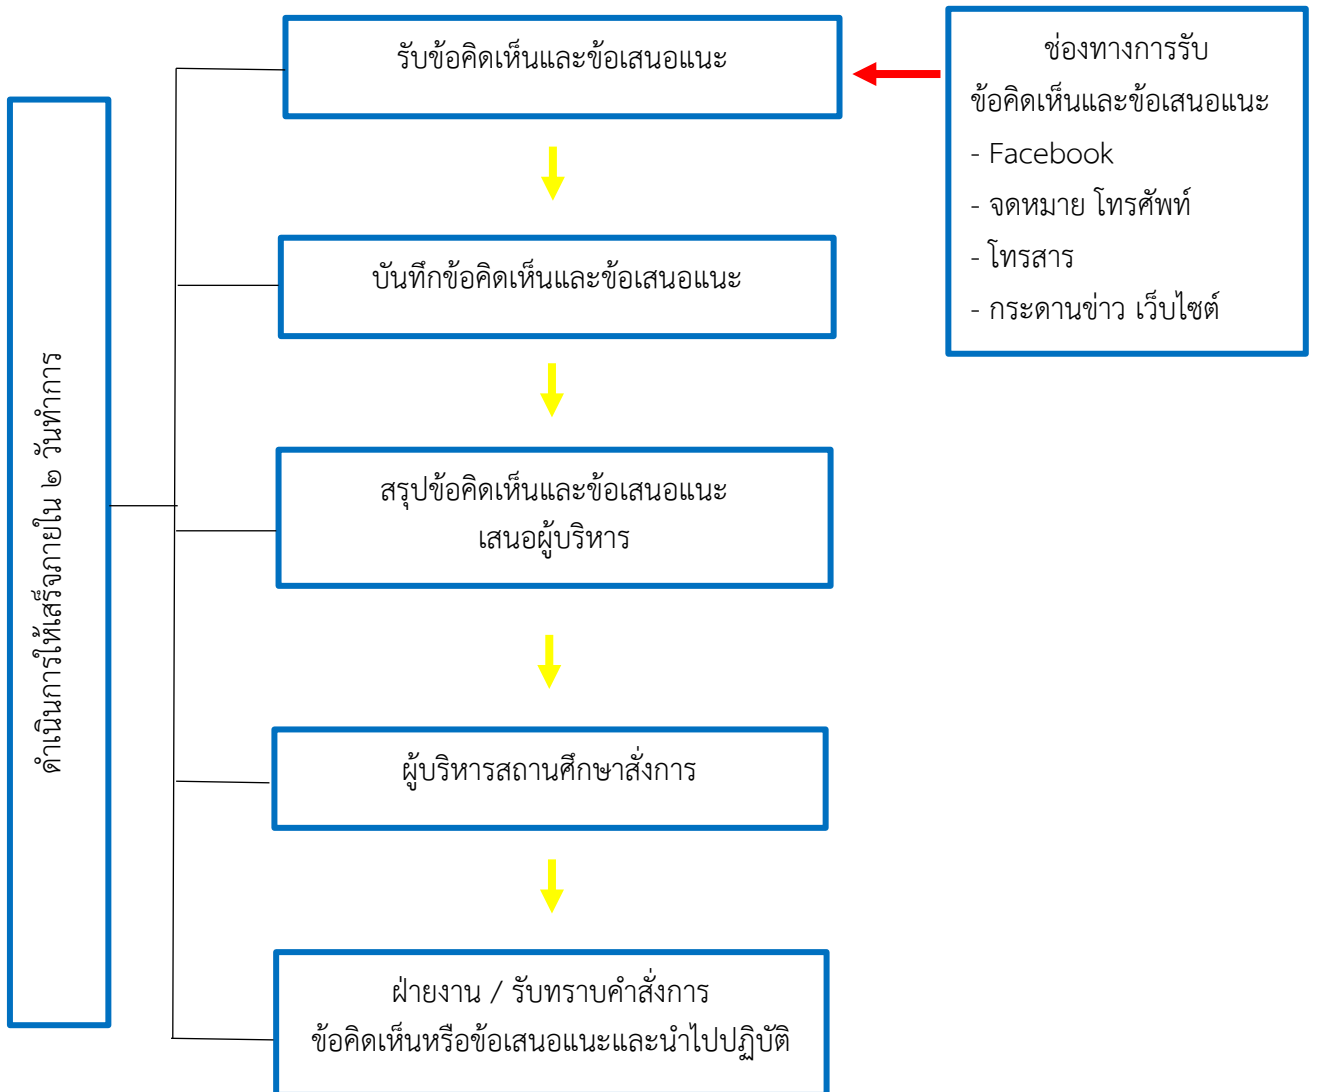 รับข้อคิดเห็นและข้อเสนอแนะ
ช่องทางการรับ
ข้อคิดเห็นและข้อเสนอแนะ
- Facebook
- จดหมาย โทรศัพท์
- โทรสาร
- กระดานข่าว เว็บไซต์
บันทึกข้อคิดเห็นและข้อเสนอแนะ
สรุปข้อคิดเห็นและข้อเสนอแนะ
เสนอผู้บริหาร
ผู้บริหารสถานศึกษาสั่งการ
ฝ่ายงาน / รับทราบคำสั่งการ
ข้อคิดเห็นหรือข้อเสนอแนะและนำไปปฏิบัติ
ดำเนินการให้เสร็จภายใน ๒ วันทำการ